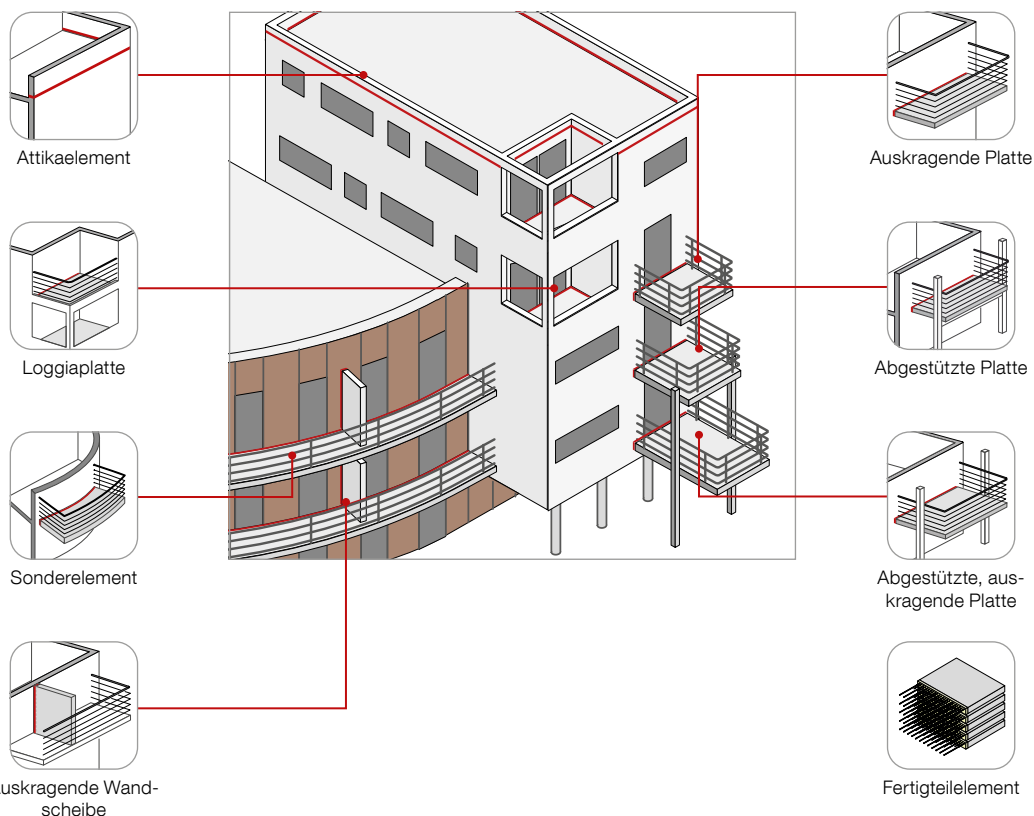 Attikaelement
Loggiaplatte
Sonderelement
uskragende Wand-
scheibe
Auskragende Platte
Abgestützte Platte
Abgestützte, aus-
kragende Platte
Fertigteilelement